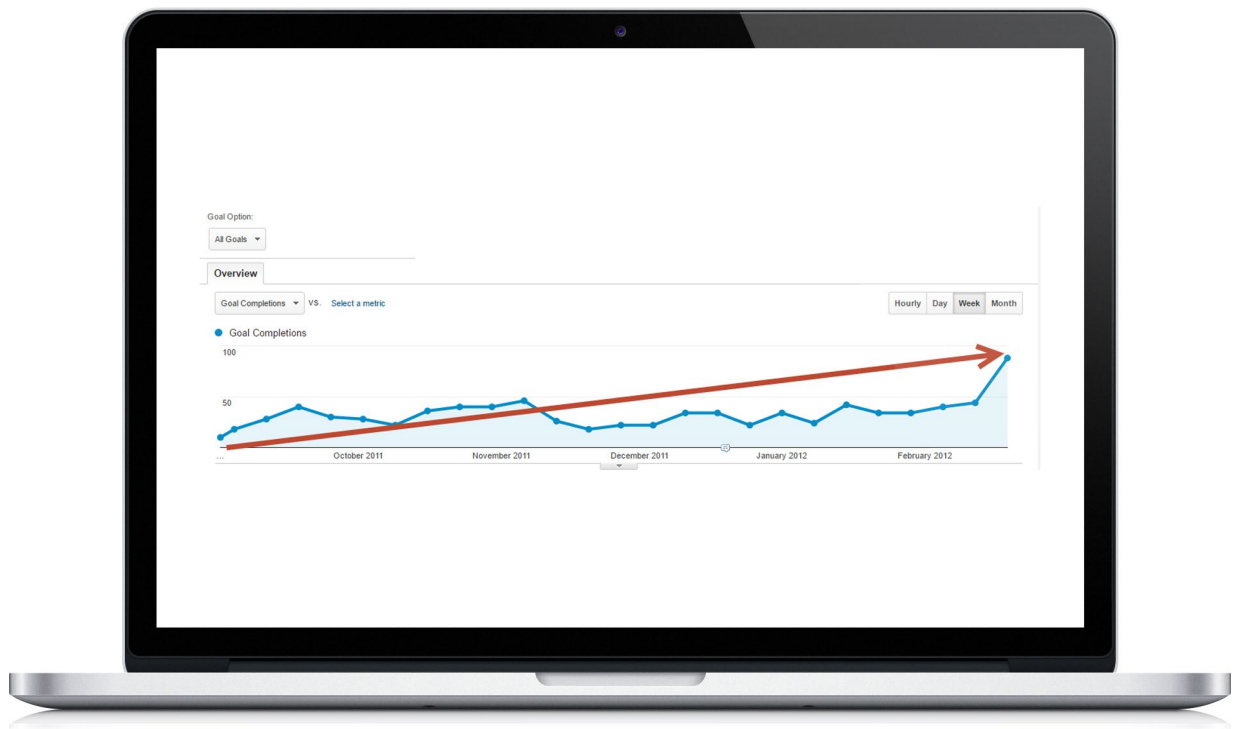 Goal Option:
All Goals
Overview
Goal Completions VS. Select a metric
Hourly Day Week Month
Goal Completions
100
50
... October 2011 November 2011 December 2011 January 2012 February 2012